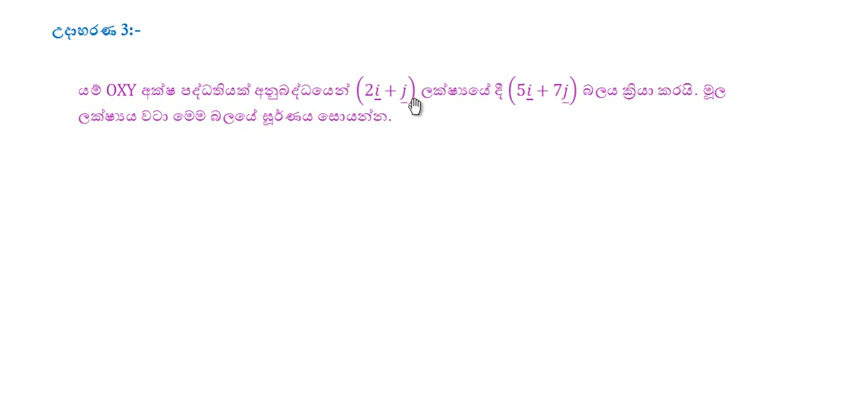 උදාහරණ 3:-
යම් OXY අක්ෂ පද්ධතියක් අනුබද්ධයෙන් (2i + j) ලක්ෂ්‍යයේ දී (5i + 7j) බලය ක්‍රියා කරයි. මූල
ලක්ෂ්‍යය වටා මෙම බලයේ ඝූර්ණය සොයන්න.